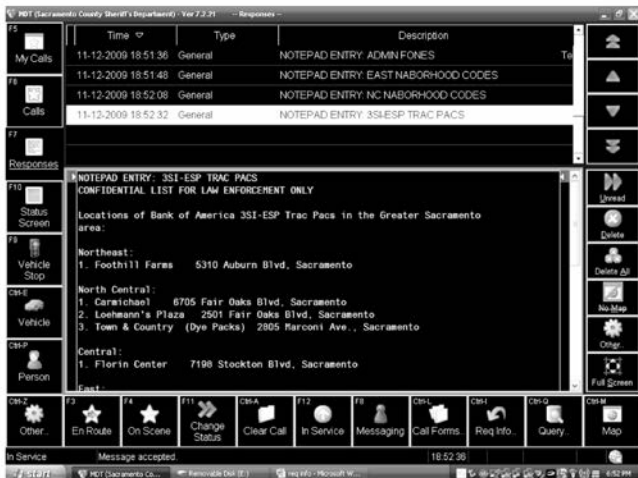 MDT (Sacramento County Sheriff's Department) - Ver 7.2.21 -- Responses --
F5
My Calls
F6
Calls
F7
Responses
F10
Status
Screen
F9
Vehicle
Stop
Ctrl-E
Vehicle
Ctrl-P
Person
Time Type Description
11-12-2009 18:51:36 General NOTEPAD ENTRY: ADMIN FONES Te
11-12-2009 18:51:48 General NOTEPAD ENTRY: EAST NABORHOOD CODES
11-12-2009 18:52:08 General NOTEPAD ENTRY: NC NABORHOOD CODES
11-12-2009 18:52:32 General NOTEPAD ENTRY: 3SI-ESP TRAC PACS
NOTEPAD ENTRY: 3SI-ESP TRAC PACS
CONFIDENTIAL LIST FOR LAW ENFORCEMENT ONLY
Locations of Bank of America 3SI-ESP Trac Pacs in the Greater Sacramento
area:
Northeast:
1. Foothill Farms 5310 Auburn Blvd, Sacramento
North Central:
1. Carmichael 6705 Fair Oaks Blvd, Sacramento
2. Loehmann's Plaza 2501 Fair Oaks Blvd, Sacramento
3. Town & Country (Dye Packs) 2805 Marconi Ave., Sacramento
Central:
1. Florin Center 7198 Stockton Blvd, Sacramento
East:
Unread
Delete
Delete All
No Map
Other..
Full Screen
Ctrl-Z F3 F4 F11 Ctrl-A F12 F8 Ctrl-L Ctrl-I Ctrl-Q Ctrl-M
Other.. En Route On Scene Change Status Clear Call In Service Messaging Call Forms.. Req Info.. Query.. Map
In Service Message accepted. 18:52:36
start MDT (Sacramento Co... Removable Disk (E:) req info - Microsoft W... 6:52 PM